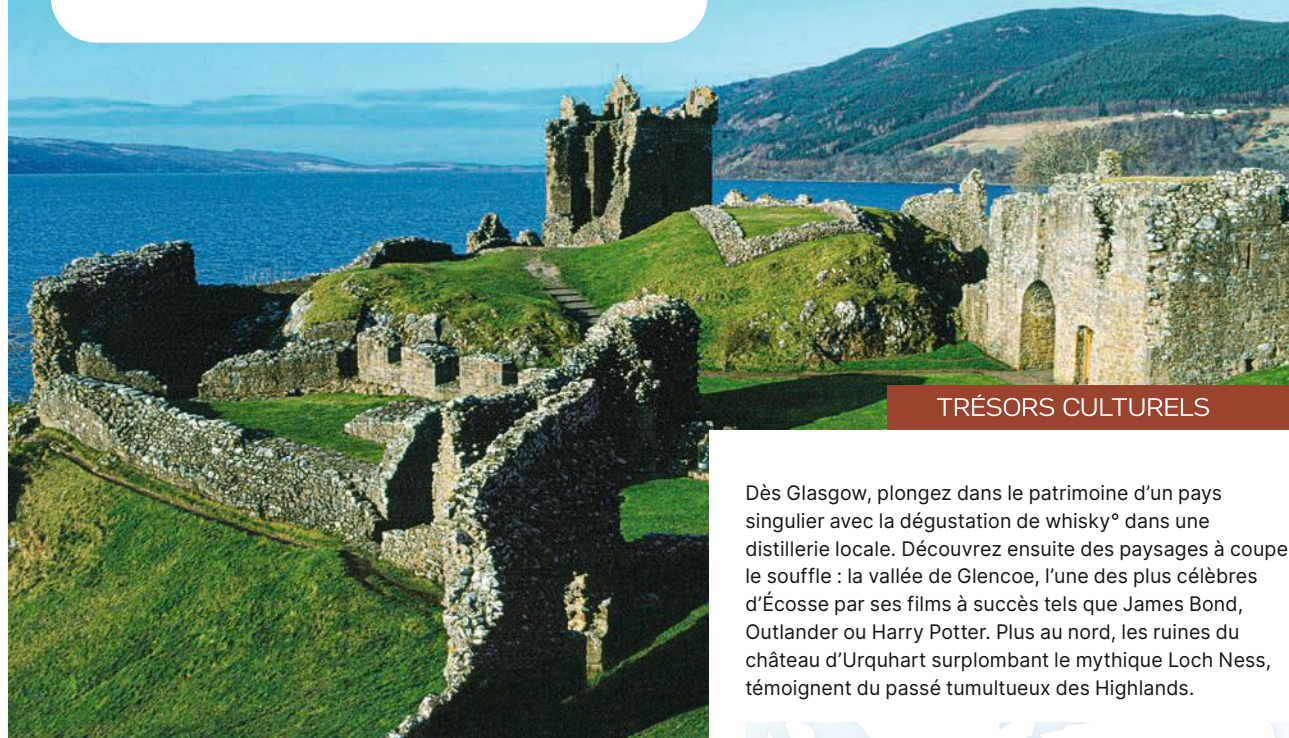 TRÉSORS CULTURELS
Dès Glasgow, plongez dans le patrimoine d’un pays
singulier avec la dégustation de whisky° dans une
distillerie locale. Découvrez ensuite des paysages à coupe
le souffle : la vallée de Glencoe, l’une des plus célèbres
d’Écosse par ses films à succès tels que James Bond,
Outlander ou Harry Potter. Plus au nord, les ruines du
château d’Urquhart surplombant le mythique Loch Ness,
témoignent du passé tumultueux des Highlands.